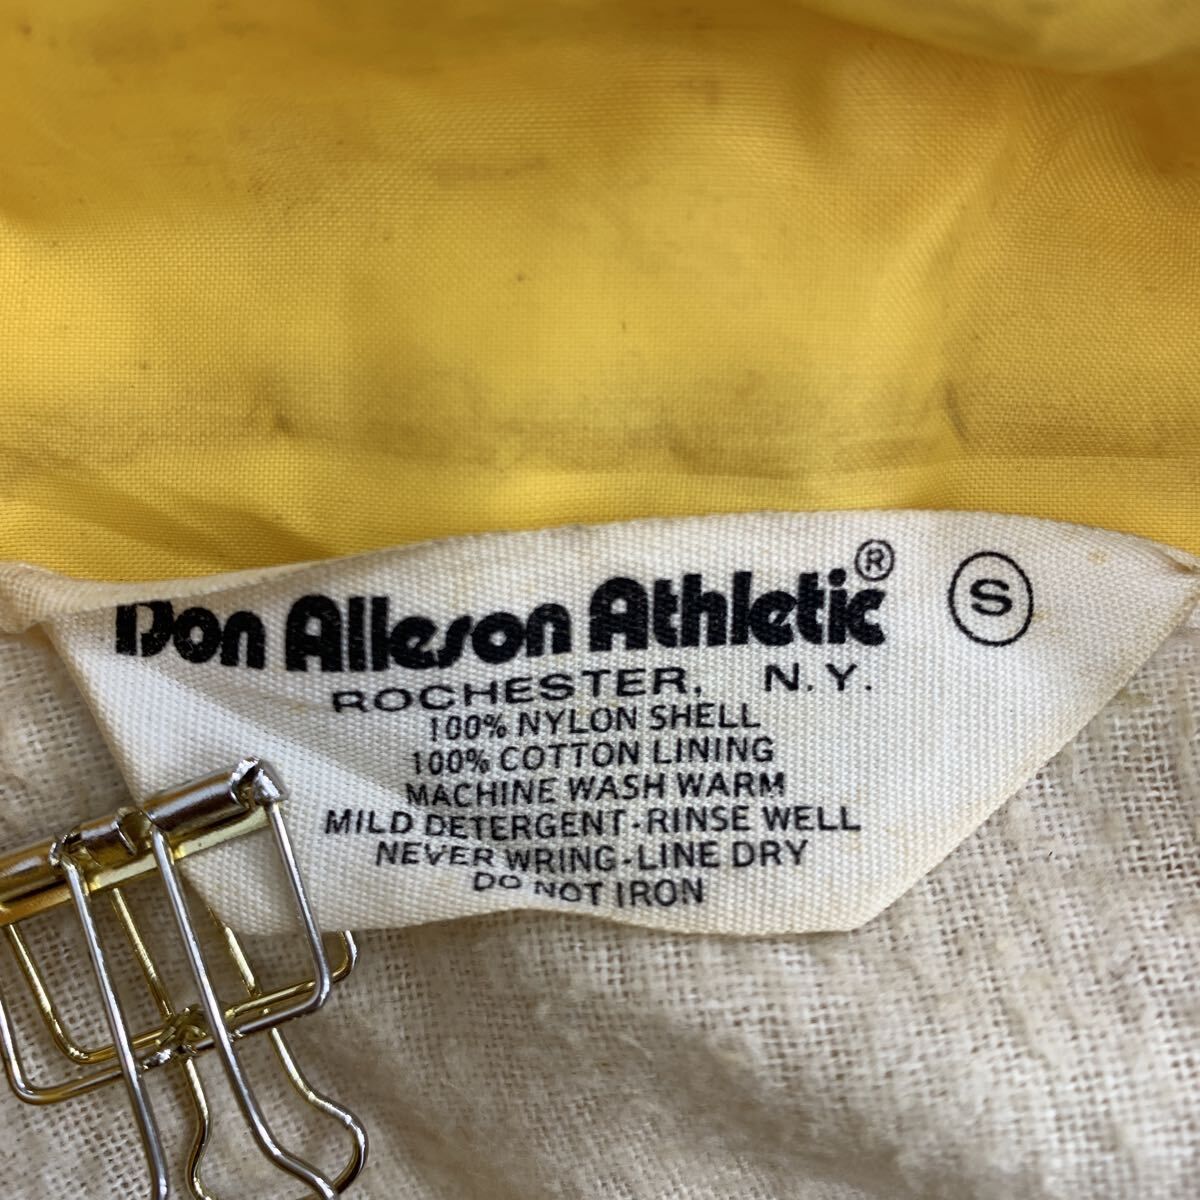 Don Alleson Athletic® S
ROCHESTER, N.Y.
100% NYLON SHELL
100% COTTON LINING
MACHINE WASH WARM
MILD DETERGENT-RINSE WELL
NEVER WRING-LINE DRY
DO NOT IRON